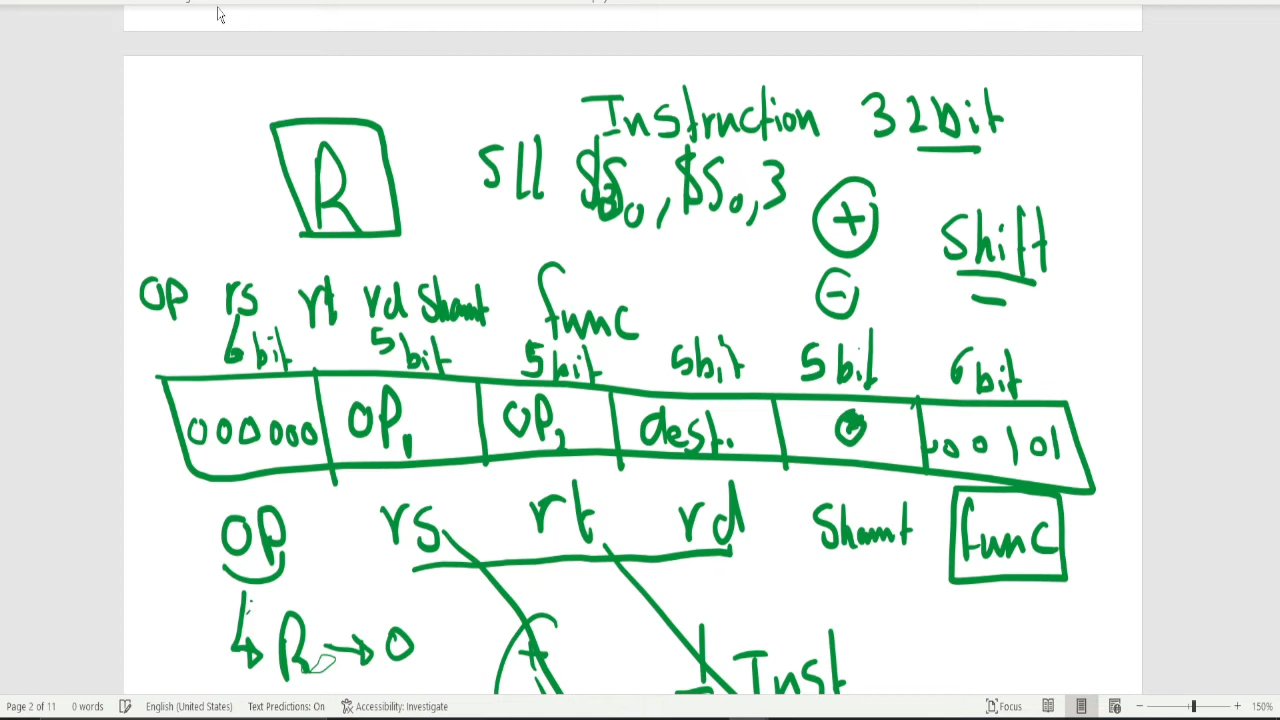 Instruction 32bit
R
sll $s0, $s0, 3
+
shift
-
OP rs rt rd shamt func
6bit 5bit 5bit 5bit 5bit 6bit
000000 OP1 OP2 dest. 0
OP rs rt rd shamt func
R → 0
+
Inst
Page 2 of 11 0 words English (United States) Text Predictions: On Accessibility: Investigate Focus 150%